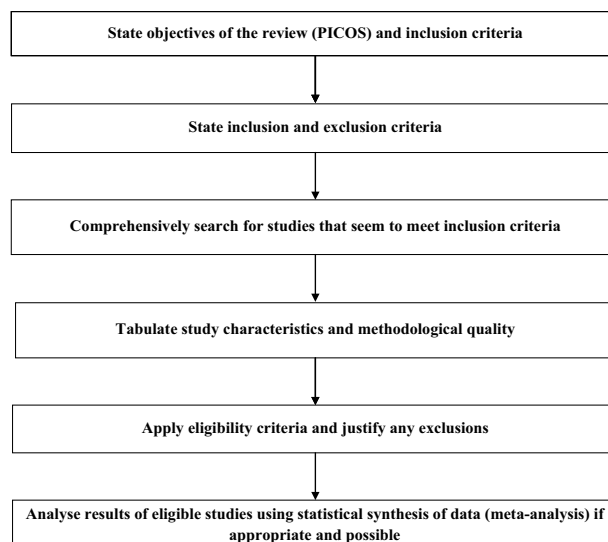 State objectives of the review (PICOS) and inclusion criteria
State inclusion and exclusion criteria
Comprehensively search for studies that seem to meet inclusion criteria
Tabulate study characteristics and methodological quality
Apply eligibility criteria and justify any exclusions
Analyse results of eligible studies using statistical synthesis of data (meta-analysis) if
appropriate and possible